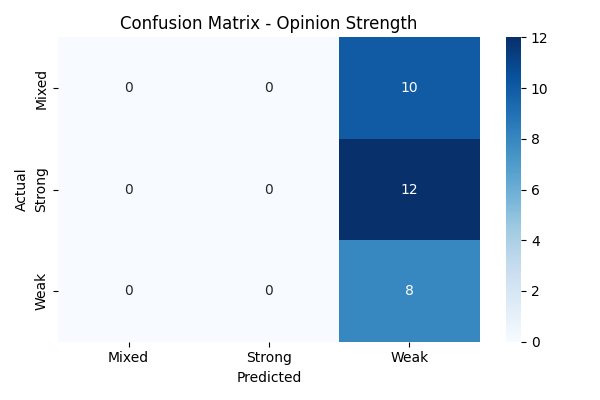 Confusion Matrix - Opinion Strength
Mixed
0 0 10
Actual
Strong
0 0 12
Weak
0 0 8
Mixed Strong Weak
Predicted
12
10
8
6
4
2
0